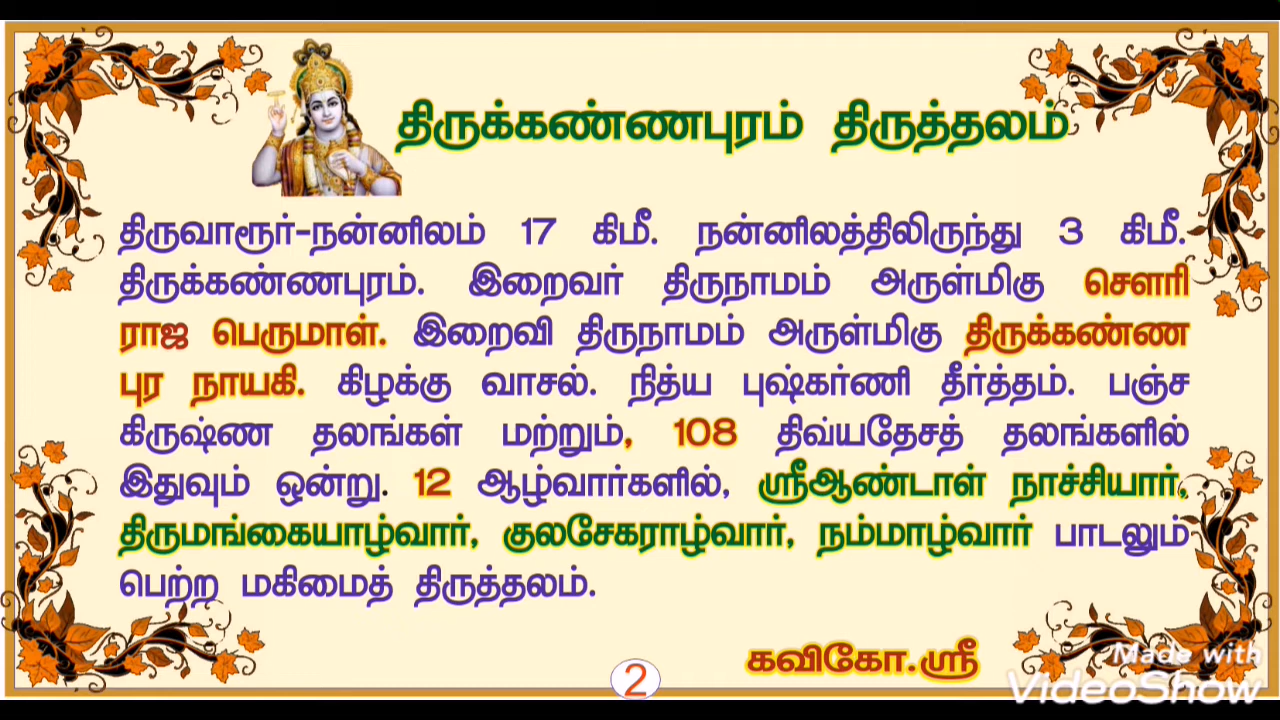 திருக்கண்ணபுரம் திருத்தலம்
திருவாரூர்-நன்னிலம் 17 கிமீ. நன்னிலத்திலிருந்து 3 கிமீ.
திருக்கண்ணபுரம். இறைவர் திருநாமம் அருள்மிகு சௌரி
ராஜ பெருமாள். இறைவி திருநாமம் அருள்மிகு திருக்கண்ண
புர நாயகி. கிழக்கு வாசல். நித்ய புஷ்கர்ணி தீர்த்தம். பஞ்ச
கிருஷ்ண தலங்கள் மற்றும், 108 திவ்யதேசத் தலங்களில்
இதுவும் ஒன்று. 12 ஆழ்வார்களில், ஸ்ரீஆண்டாள் நாச்சியார்,
திருமங்கையாழ்வார், குலசேகராழ்வார், நம்மாழ்வார் பாடலும்
பெற்ற மகிமைத் திருத்தலம்.
கவிகோ.ஸ்ரீ
2
Made with
VideoShow